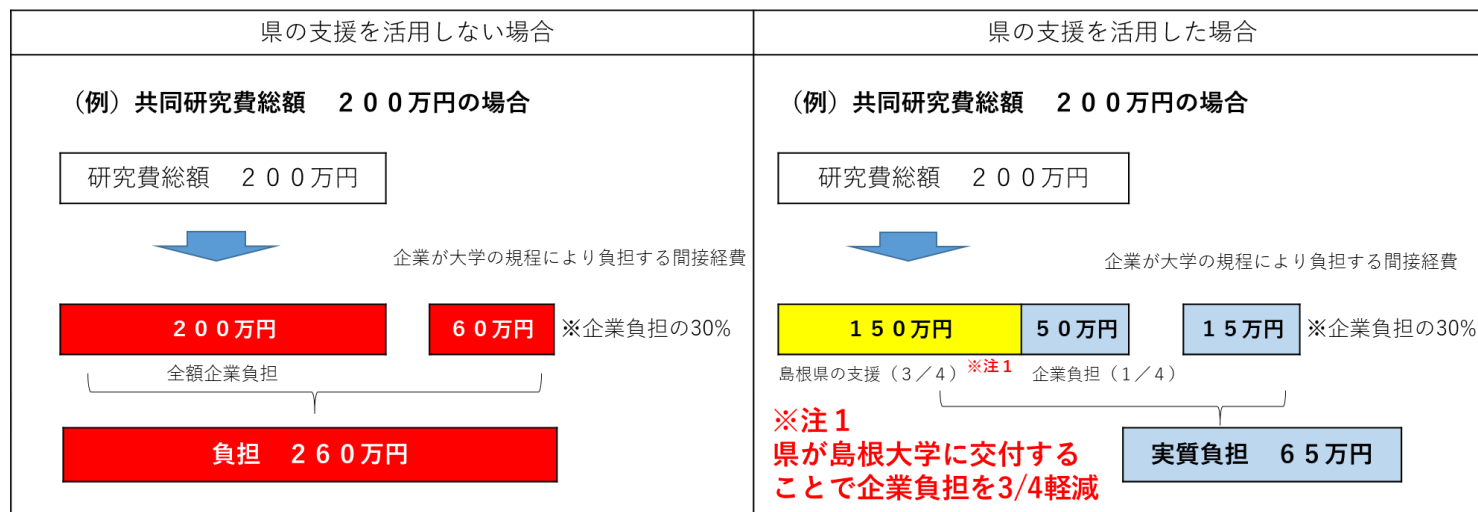 県の支援を活用しない場合
（例）共同研究費総額　２００万円の場合
研究費総額　２００万円
企業が大学の規程により負担する間接経費
２００万円
６０万円
※企業負担の30%
全額企業負担
負担　２６０万円
県の支援を活用した場合
（例）共同研究費総額　２００万円の場合
研究費総額　２００万円
企業が大学の規程により負担する間接経費
１５０万円
５０万円
１５万円
※企業負担の30%
島根県の支援（３／４）※注１
企業負担（１／４）
※注１
県が島根大学に交付する
ことで企業負担を3/4軽減
実質負担　６５万円